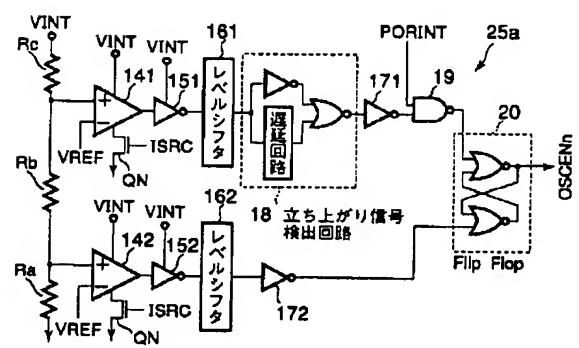 VINT
Rc
VINT
VINT
141
151
161
レベルシフタ
遅延回路
171
PORINT
19
25a
20
VREF
ISRC
QN
18 立ち上がり信号
検出回路
OSCENn
Rb
VINT
VINT
142
152
162
レベルシフタ
172
Ra
VREF
ISRC
QN
Flip Flop